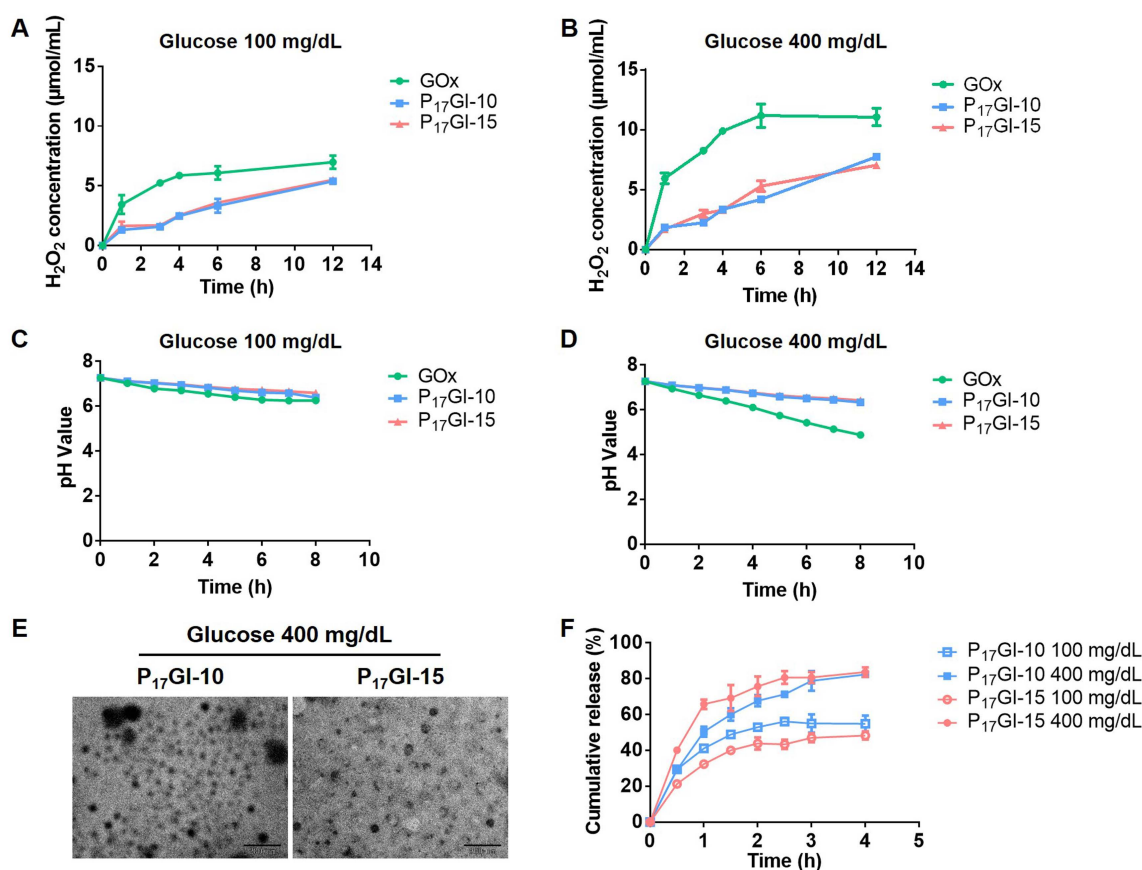 A
Glucose 100 mg/dL
H₂O₂ concentration (µmol/mL)
15
10
5
0
0 2 4 6 8 10 12 14
Time (h)
GOx
P₁₇GI-10
P₁₇GI-15
B
Glucose 400 mg/dL
H₂O₂ concentration (µmol/mL)
15
10
5
0
0 2 4 6 8 10 12 14
Time (h)
GOx
P₁₇GI-10
P₁₇GI-15
C
Glucose 100 mg/dL
pH Value
8
6
4
2
0
0 2 4 6 8 10
Time (h)
GOx
P₁₇GI-10
P₁₇GI-15
D
Glucose 400 mg/dL
pH Value
8
6
4
2
0
0 2 4 6 8 10
Time (h)
GOx
P₁₇GI-10
P₁₇GI-15
E
Glucose 400 mg/dL
P₁₇GI-10
P₁₇GI-15
F
Cumulative release (%)
100
80
60
40
20
0
0 1 2 3 4 5
Time (h)
P₁₇GI-10 100 mg/dL
P₁₇GI-10 400 mg/dL
P₁₇GI-15 100 mg/dL
P₁₇GI-15 400 mg/dL